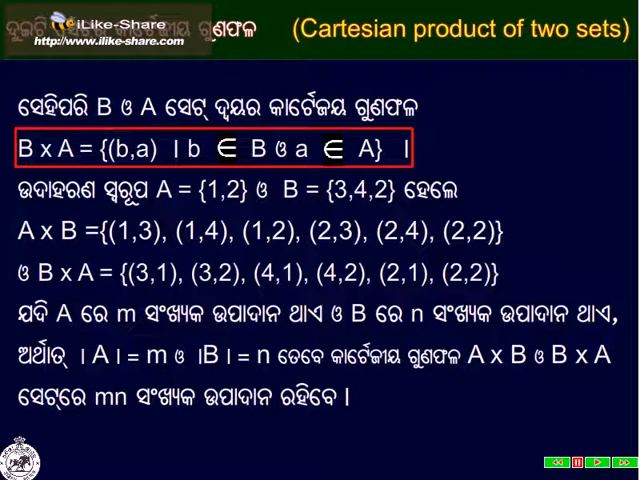 iLike-Share
http://www.ilike-share.com
ଗୁଣଫଳ (Cartesian product of two sets)
ସେହିପରି B ଓ A ସେଟ୍ ଦ୍ୱୟର କାର୍ଟେଜୟ ଗୁଣଫଳ
B x A = {(b,a) | b ∈ B ଓ a ∈ A} |
ଉଦାହରଣ ସ୍ୱରୂପ A = {1,2} ଓ B = {3,4,2} ହେଲେ
A x B ={(1,3), (1,4), (1,2), (2,3), (2,4), (2,2)}
ଓ B x A = {(3,1), (3,2), (4,1), (4,2), (2,1), (2,2)}
ଯଦି A ରେ m ସଂଖ୍ୟକ ଉପାଦାନ ଥାଏ ଓ B ରେ n ସଂଖ୍ୟକ ଉପାଦାନ ଥାଏ,
ଅର୍ଥାତ୍ | A | = m ଓ |B | = n ତେବେ କାର୍ଟେଜୀୟ ଗୁଣଫଳ A x B ଓ B x A
ସେଟ୍‌ରେ mn ସଂଖ୍ୟକ ଉପାଦାନ ରହିବେ |